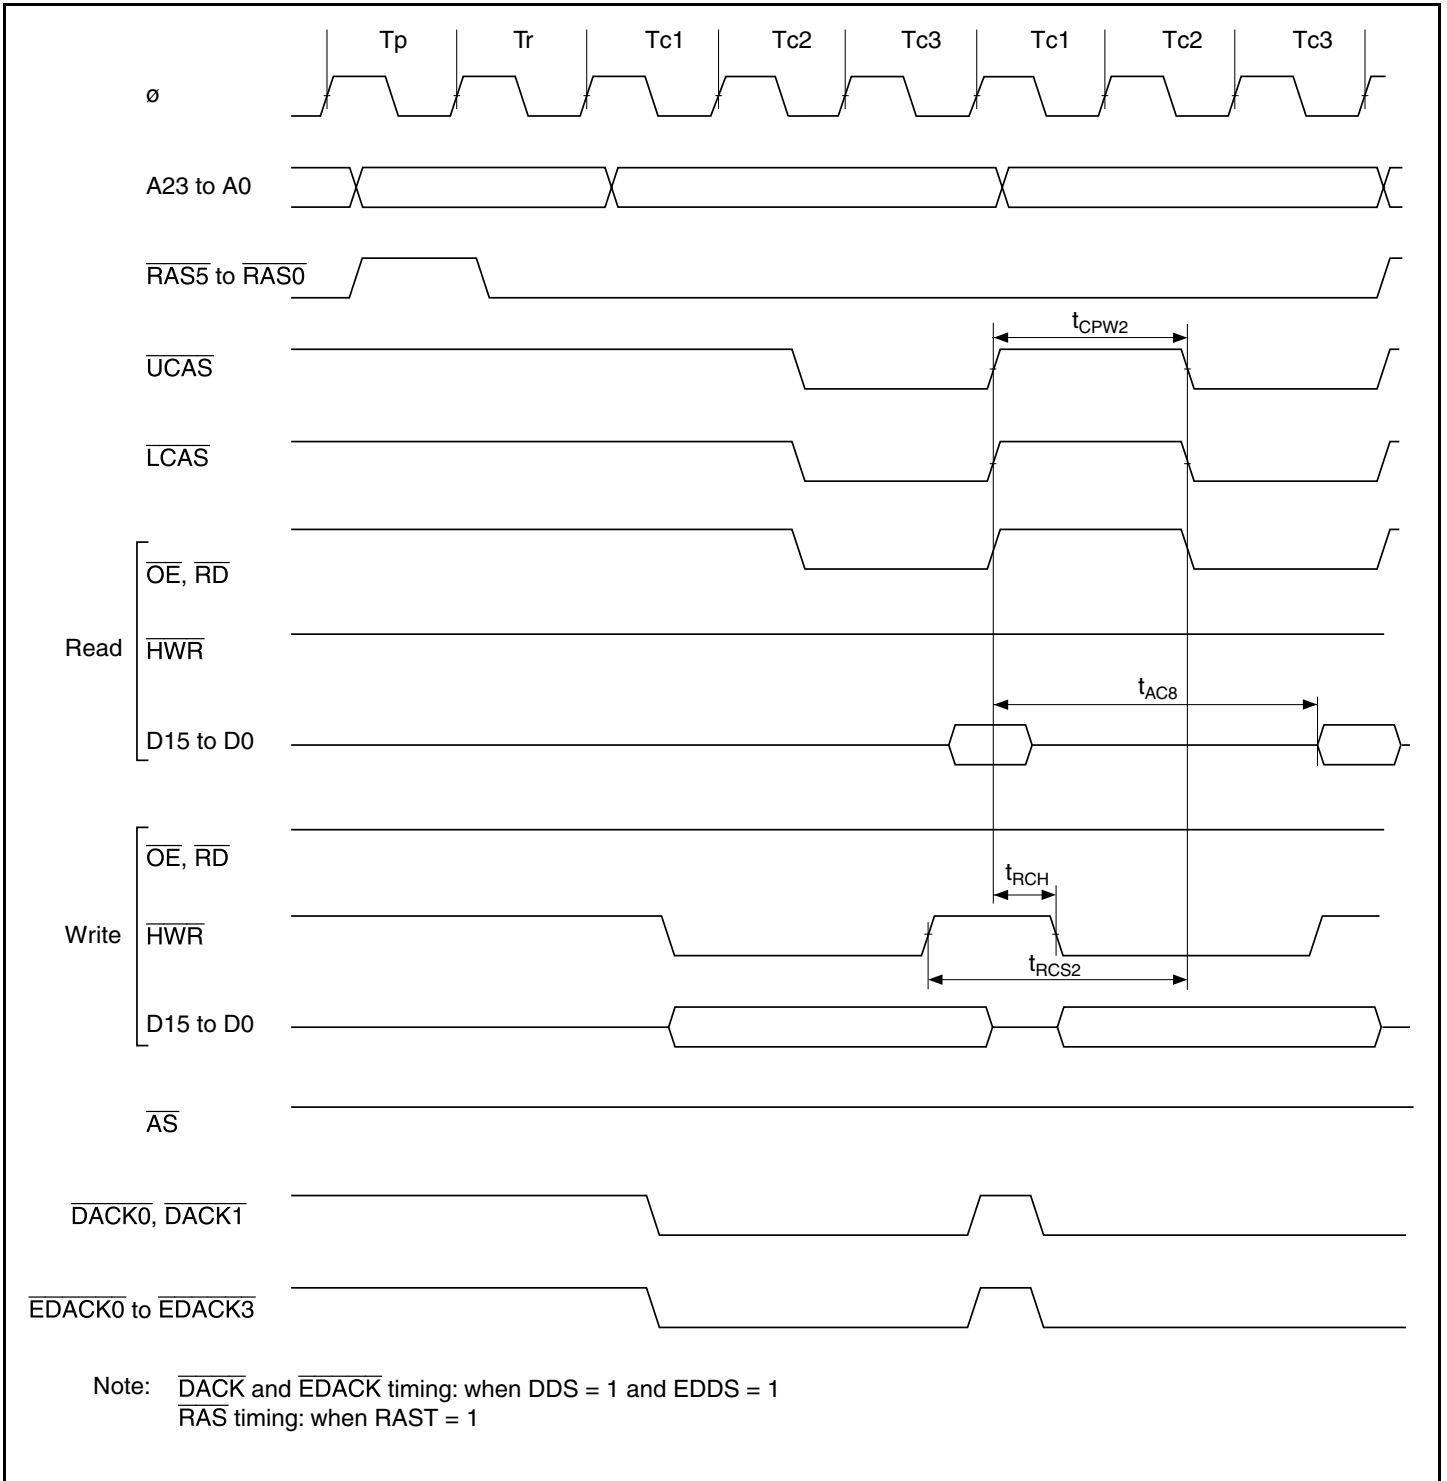 Tp Tr Tc1 Tc2 Tc3 Tc1 Tc2 Tc3
ø
A23 to A0
RAS5 to RAS0
tCPW2
UCAS
LCAS
OE, RD
Read HWR
tAC8
D15 to D0
OE, RD
tRCH
Write HWR
tRCS2
D15 to D0
AS
DACK0, DACK1
EDACK0 to EDACK3
Note: DACK and EDACK timing: when DDS = 1 and EDDS = 1
RAS timing: when RAST = 1